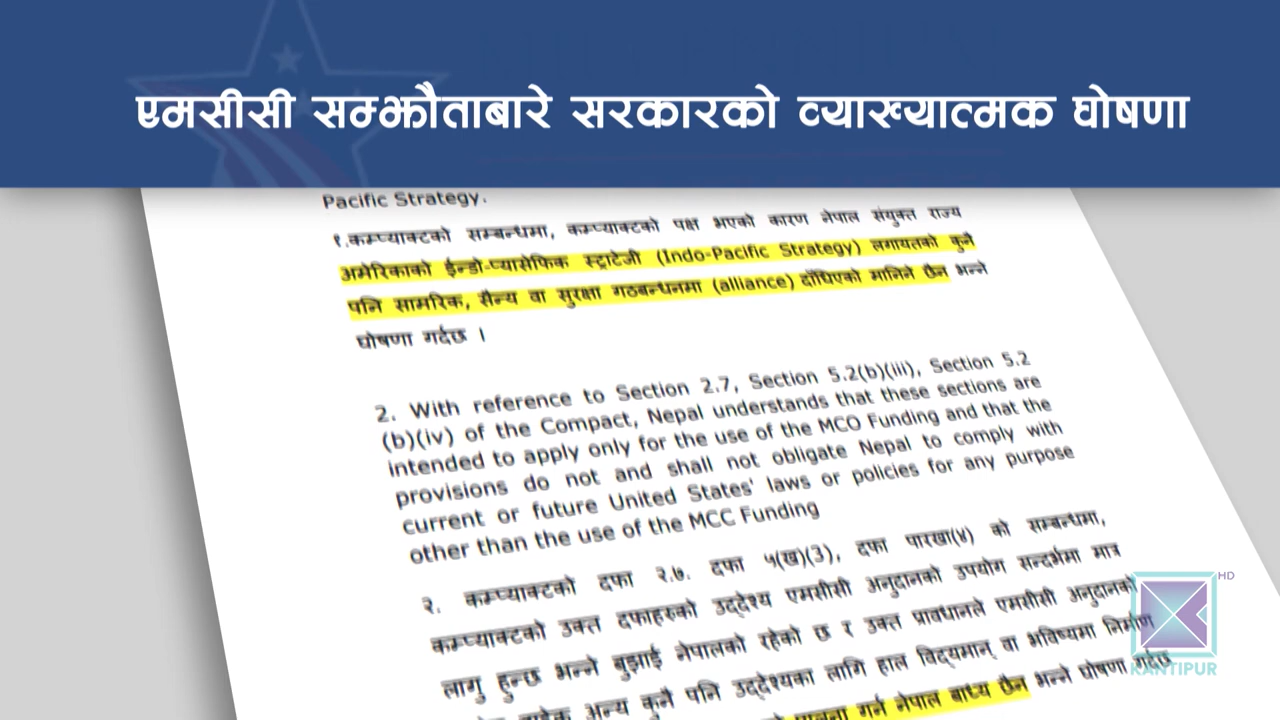 एमसीसी सम्झौताबारे सरकारको व्याख्यात्मक घोषणा
Pacific Strategy.
१.कम्प्याक्टको सम्बन्धमा, कम्प्याक्टको पक्ष भएको कारण नेपाल संयुक्त राज्य
अमेरिकाको ईन्डो-प्यासेफिक स्ट्राटेजी (Indo-Pacific Strategy) लगायतको कुनै
पनि सामरिक, सैन्य वा सुरक्षा गठबन्धनमा (alliance) दाँधिएको मानिने छैन भन्ने
घोषणा गर्दछ ।
2. With reference to Section 2.7, Section 5.2(b)(iii), Section 5.2
(b)(iv) of the Compact, Nepal understands that these sections are
intended to apply only for the use of the MCO Funding and that the
provisions do not and shall not obligate Nepal to comply with
current or future United States' laws or policies for any purpose
other than the use of the MCC Funding
२. कम्प्याक्टको दफा २.७. दफा ५(ख)(3), दफा पारखा(४) को सम्बन्धमा,
कम्प्याक्टको उक्त दफाहरुको उद्देश्य एमसीसी अनुदानको उपयोग सन्दर्भमा मात्र
लागु हुन्छ भन्ने बुझाई नेपालको रहेको छ र उक्त प्रावधानले एमसीसी अनुदानको
अन्य कुनै पनि उद्देश्यका लागि हाल विद्यमान् वा भविष्यमा निर्माण
पालना गर्न नेपाल बाध्य छैन भन्ने घोषणा गर्दछ
HD
KANTIPUR